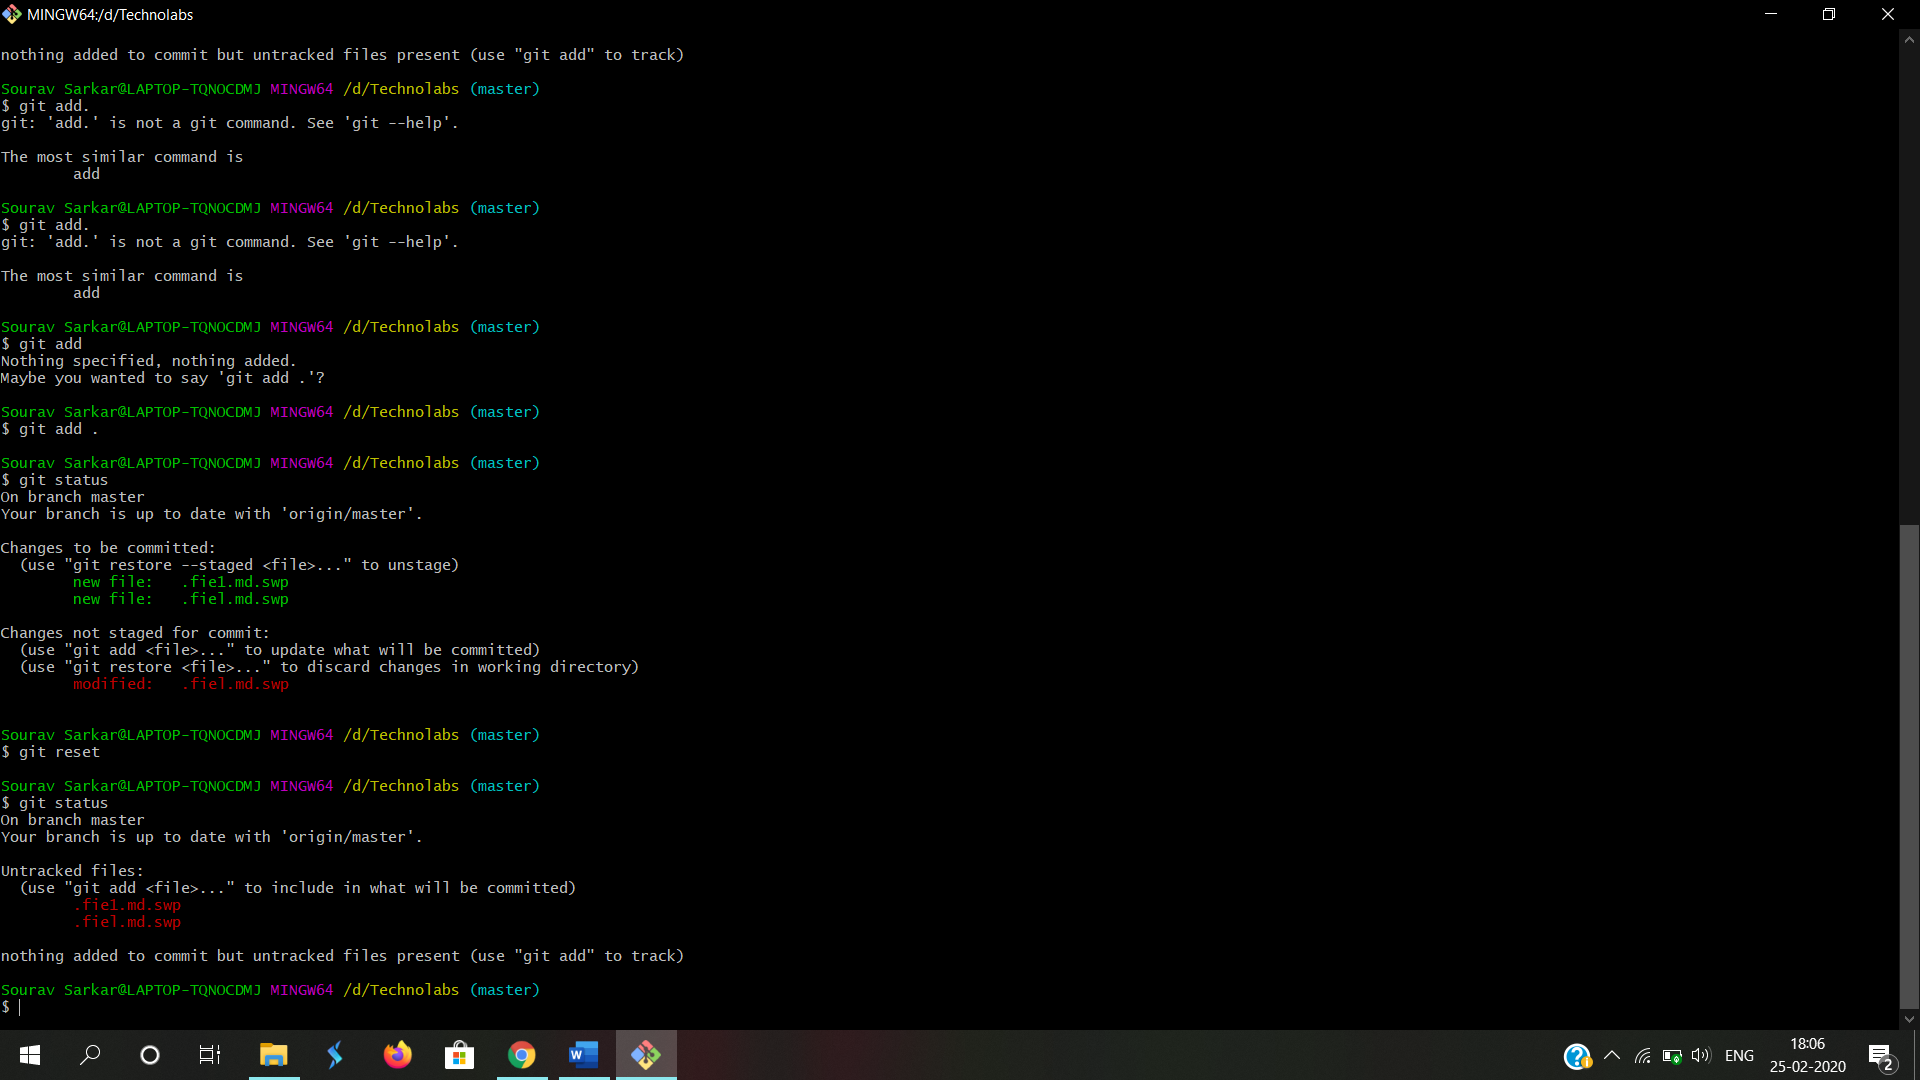 MINGW64:/d/Technolabs
nothing added to commit but untracked files present (use "git add" to track)
Sourav Sarkar@LAPTOP-TQNOCDMJ MINGW64 /d/Technolabs (master)
$ git add.
git: 'add.' is not a git command. See 'git --help'.
The most similar command is
add
Sourav Sarkar@LAPTOP-TQNOCDMJ MINGW64 /d/Technolabs (master)
$ git add.
git: 'add.' is not a git command. See 'git --help'.
The most similar command is
add
Sourav Sarkar@LAPTOP-TQNOCDMJ MINGW64 /d/Technolabs (master)
$ git add
Nothing specified, nothing added.
Maybe you wanted to say 'git add .'?
Sourav Sarkar@LAPTOP-TQNOCDMJ MINGW64 /d/Technolabs (master)
$ git add .
Sourav Sarkar@LAPTOP-TQNOCDMJ MINGW64 /d/Technolabs (master)
$ git status
On branch master
Your branch is up to date with 'origin/master'.
Changes to be committed:
(use "git restore --staged <file>..." to unstage)
new file:   .fie1.md.swp
new file:   .fiel.md.swp
Changes not staged for commit:
(use "git add <file>..." to update what will be committed)
(use "git restore <file>..." to discard changes in working directory)
modified:   .fiel.md.swp
Sourav Sarkar@LAPTOP-TQNOCDMJ MINGW64 /d/Technolabs (master)
$ git reset
Sourav Sarkar@LAPTOP-TQNOCDMJ MINGW64 /d/Technolabs (master)
$ git status
On branch master
Your branch is up to date with 'origin/master'.
Untracked files:
(use "git add <file>..." to include in what will be committed)
.fie1.md.swp
.fiel.md.swp
nothing added to commit but untracked files present (use "git add" to track)
Sourav Sarkar@LAPTOP-TQNOCDMJ MINGW64 /d/Technolabs (master)
$
W
ENG
18:06
25-02-2020
2